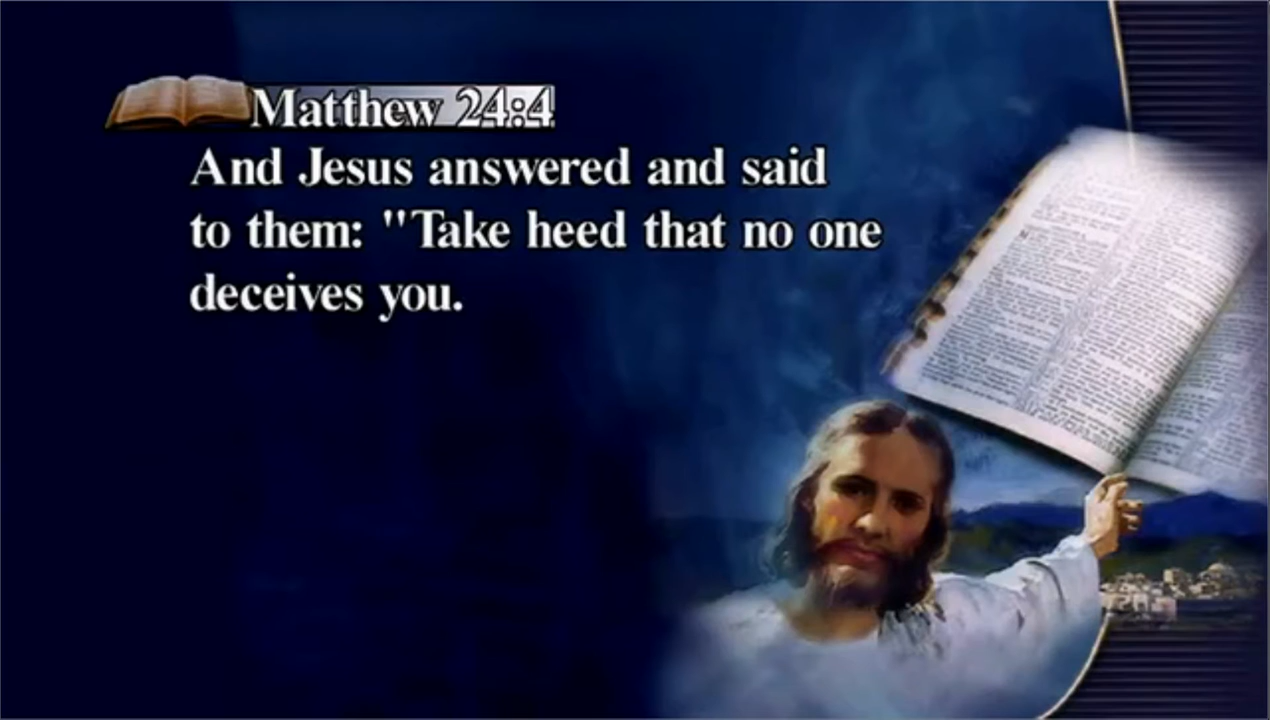 Matthew 24:4
And Jesus answered and said
to them: "Take heed that no one
deceives you.